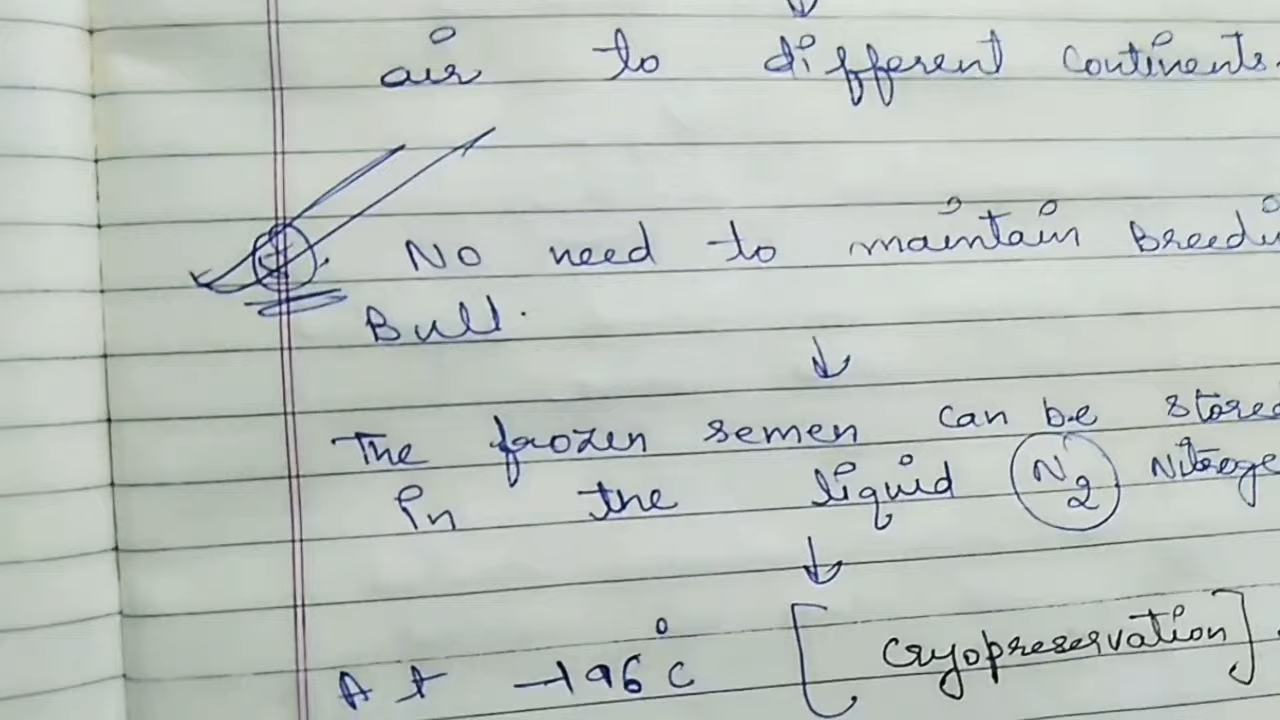 air to different continents.
No need to maintain Breedi
Bull.
The frozen semen can be stored
in the liquid N2 Nitroge
At -196°C [Cryopreservation].